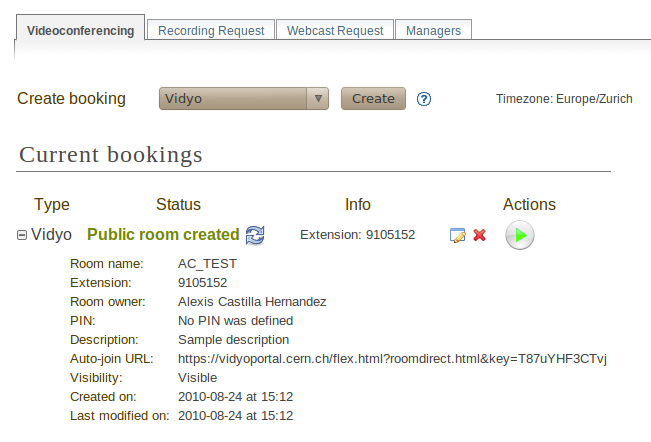 Videoconferencing Recording Request Webcast Request Managers
Create booking Vidyo Create ? Timezone: Europe/Zurich
Current bookings
Type Status Info Actions
Vidyo Public room created Extension: 9105152
Room name: AC_TEST
Extension: 9105152
Room owner: Alexis Castilla Hernandez
PIN: No PIN was defined
Description: Sample description
Auto-join URL: https://vidyoportal.cern.ch/flex.html?roomdirect.html&key=T87uYHF3CTvj
Visibility: Visible
Created on: 2010-08-24 at 15:12
Last modified on: 2010-08-24 at 15:12